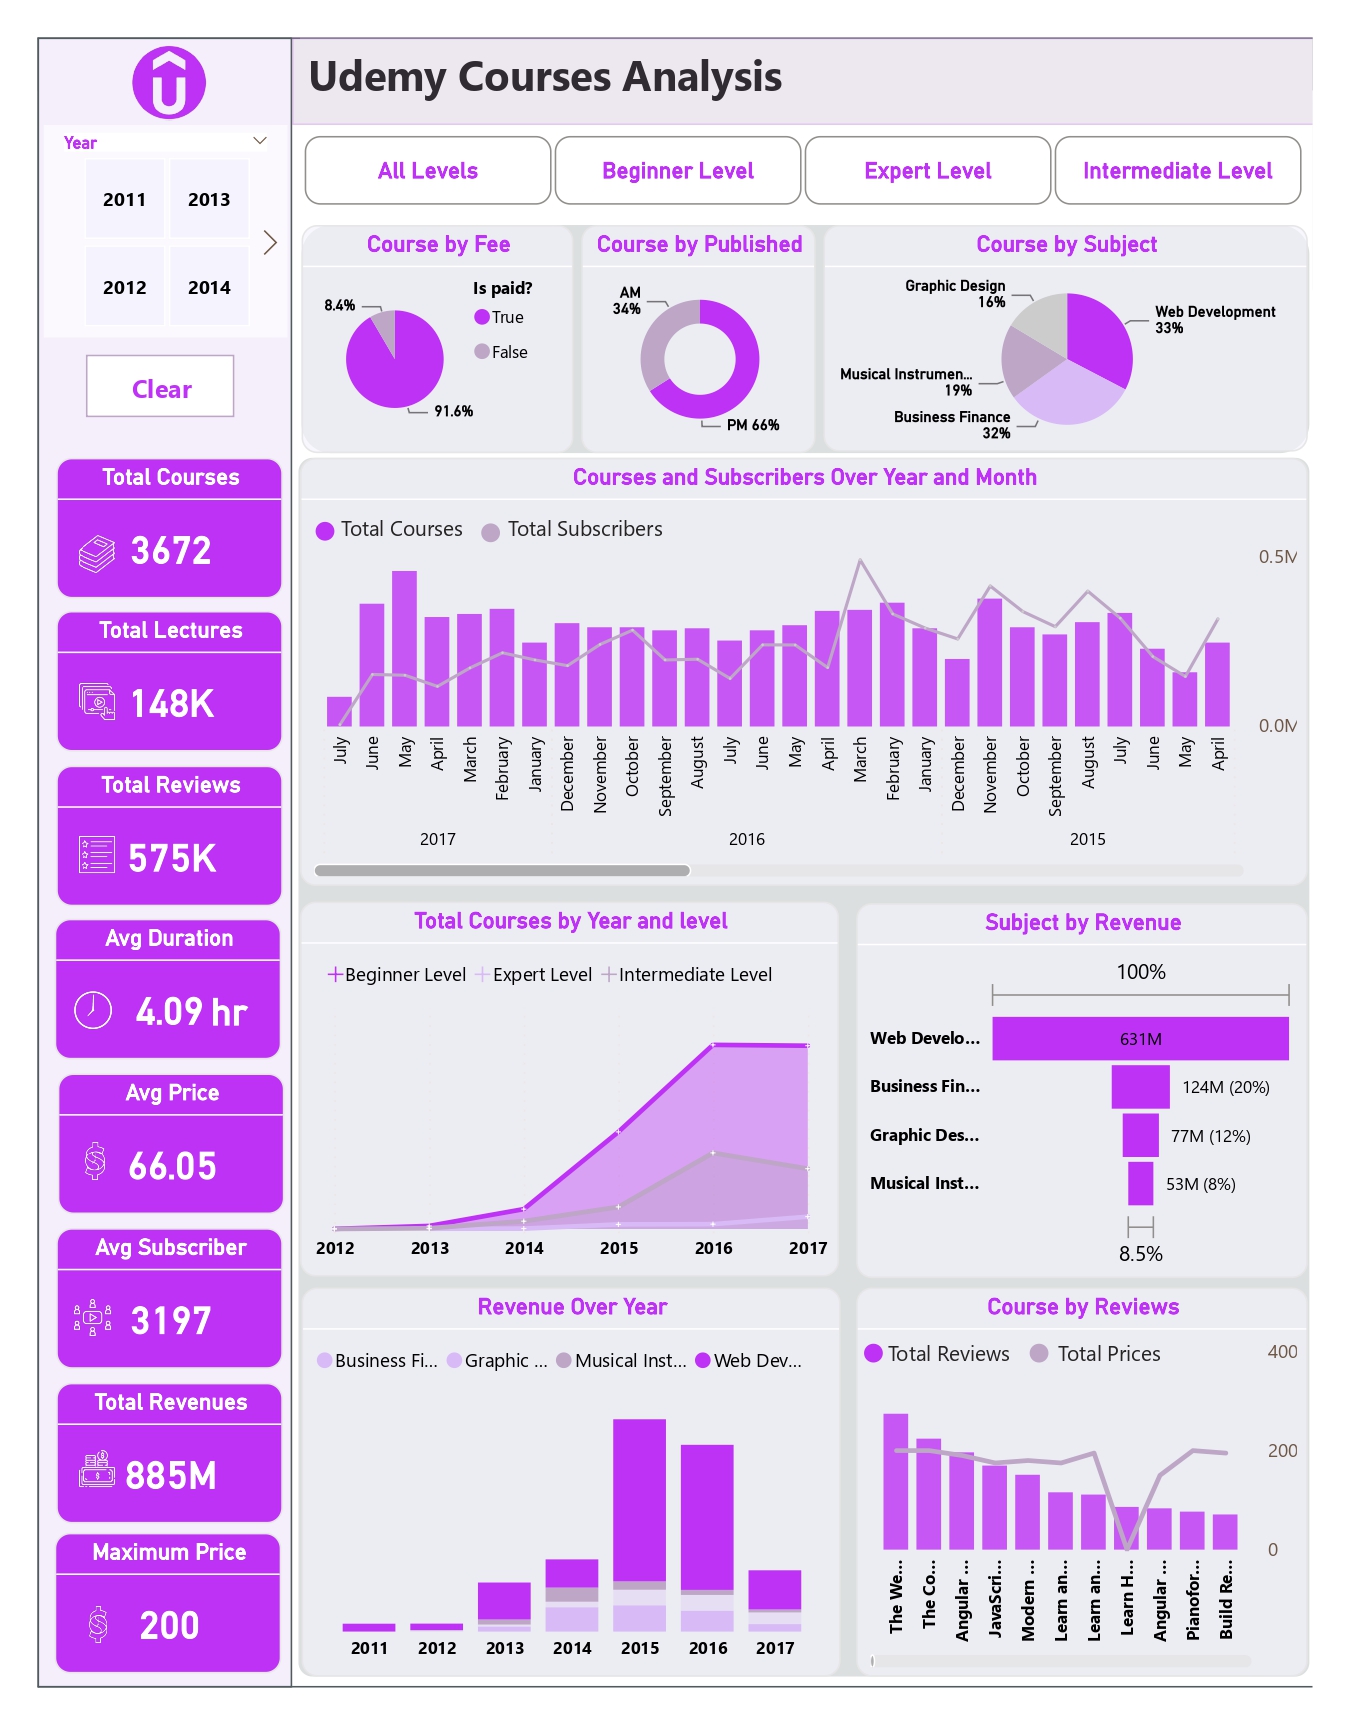 Udemy Courses Analysis
Year
2011
2013
2012
2014
Clear
All Levels
Beginner Level
Expert Level
Intermediate Level
Course by Fee
8.4%
91.6%
Is paid?
True
False
Course by Published
AM
34%
PM 66%
Course by Subject
Graphic Design
16%
Web Development
33%
Musical Instrumen...
19%
Business Finance
32%
Total Courses
3672
Total Lectures
148K
Total Reviews
575K
Avg Duration
4.09 hr
Avg Price
66.05
Avg Subscriber
3197
Total Revenues
885M
Maximum Price
200
Courses and Subscribers Over Year and Month
Total Courses
Total Subscribers
0.5M
0.0M
July
June
May
April
March
February
January
December
November
October
September
August
July
June
May
April
March
February
January
December
November
October
September
August
July
June
May
April
2017
2016
2015
Total Courses by Year and level
Beginner Level
Expert Level
Intermediate Level
2012
2013
2014
2015
2016
2017
Subject by Revenue
100%
Web Develo...
631M
Business Fin...
124M (20%)
Graphic Des...
77M (12%)
Musical Inst...
53M (8%)
8.5%
Revenue Over Year
Business Fi...
Graphic ...
Musical Inst...
Web Dev...
2011
2012
2013
2014
2015
2016
2017
Course by Reviews
Total Reviews
Total Prices
400
200
0
The We...
The Co...
Angular ...
JavaScri...
Modern ...
Learn an...
Learn an...
Learn H...
Angular ...
Pianofor...
Build Re...